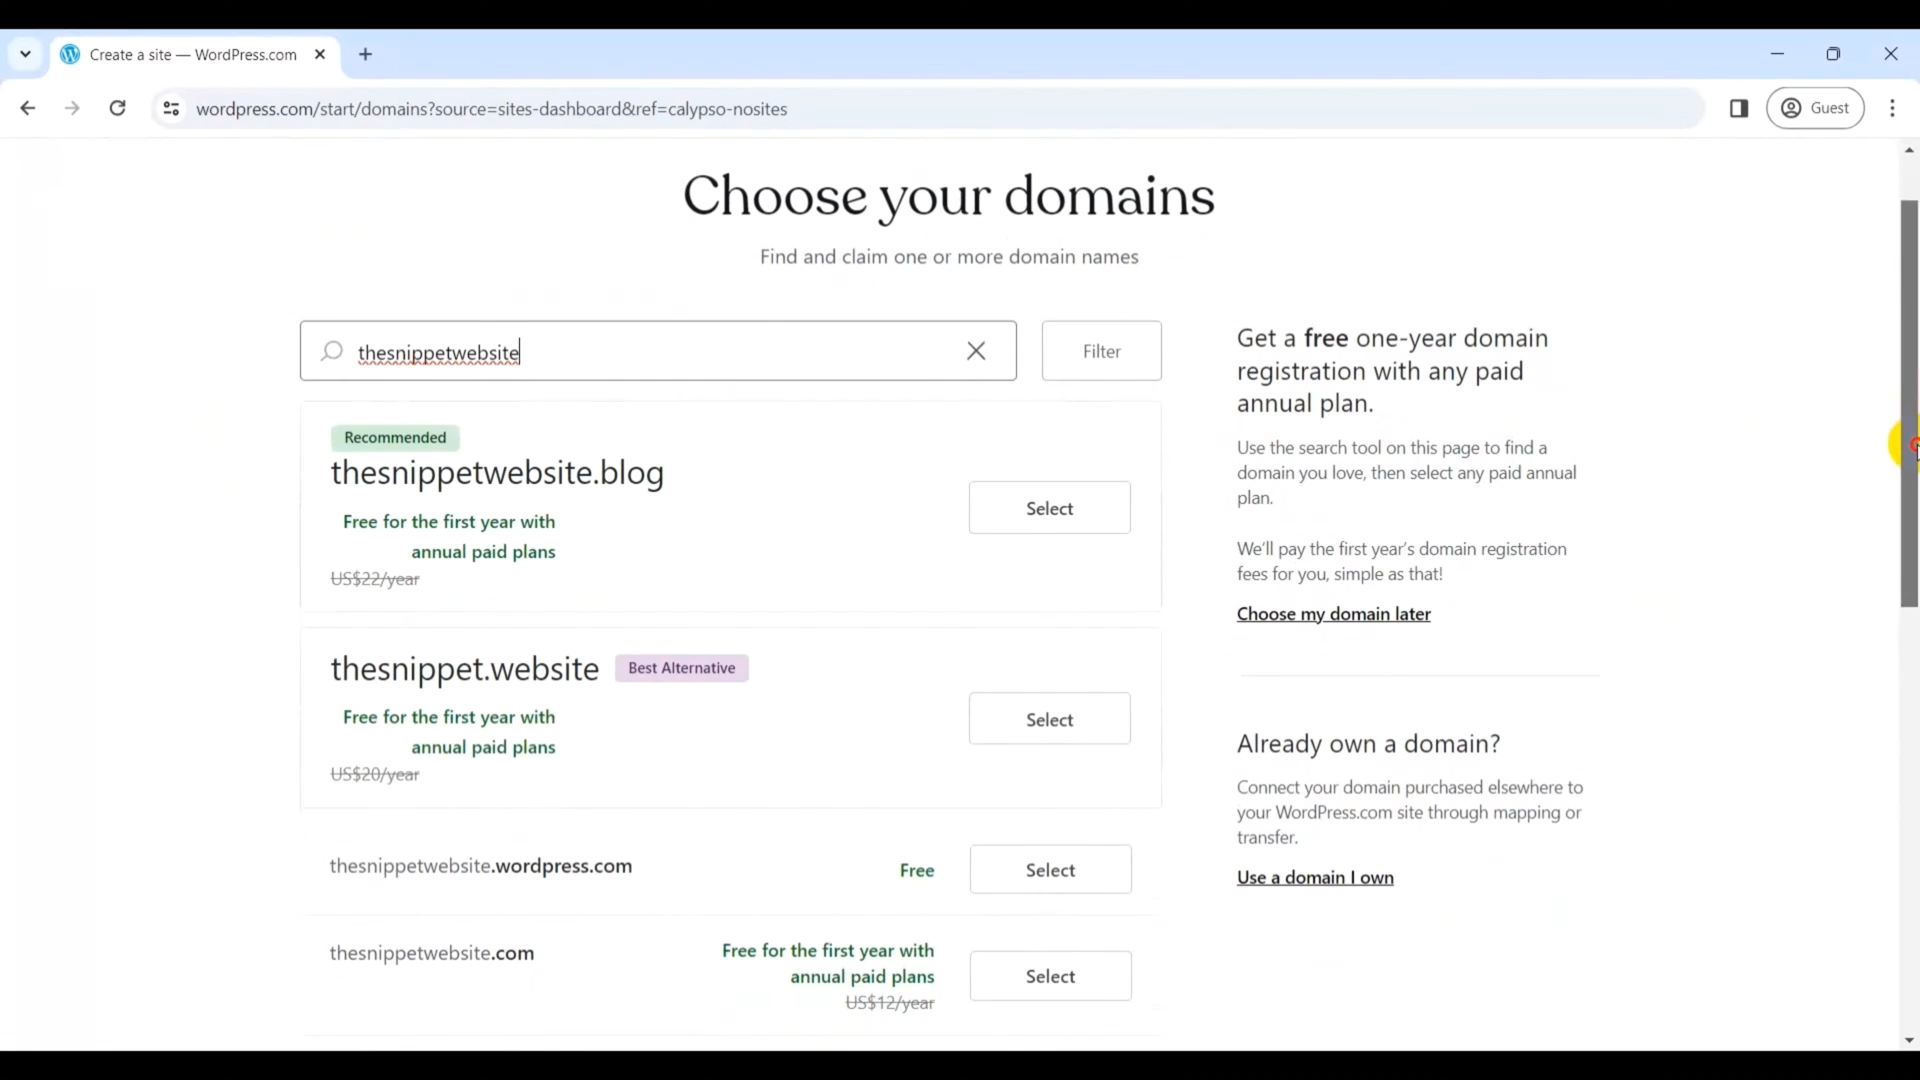 Create a site — WordPress.com
wordpress.com/start/domains?source=sites-dashboard&ref=calypso-nosites
Guest
Choose your domains
Find and claim one or more domain names
thesnippetwebsite
Filter
Recommended
thesnippetwebsite.blog
Free for the first year with
annual paid plans
US$22/year
Select
thesnippet.website
Best Alternative
Free for the first year with
annual paid plans
US$20/year
Select
thesnippetwebsite.wordpress.com
Free
Select
thesnippetwebsite.com
Free for the first year with
annual paid plans
US$12/year
Select
Get a free one-year domain
registration with any paid
annual plan.
Use the search tool on this page to find a
domain you love, then select any paid annual
plan.
We'll pay the first year's domain registration
fees for you, simple as that!
Choose my domain later
Already own a domain?
Connect your domain purchased elsewhere to
your WordPress.com site through mapping or
transfer.
Use a domain I own